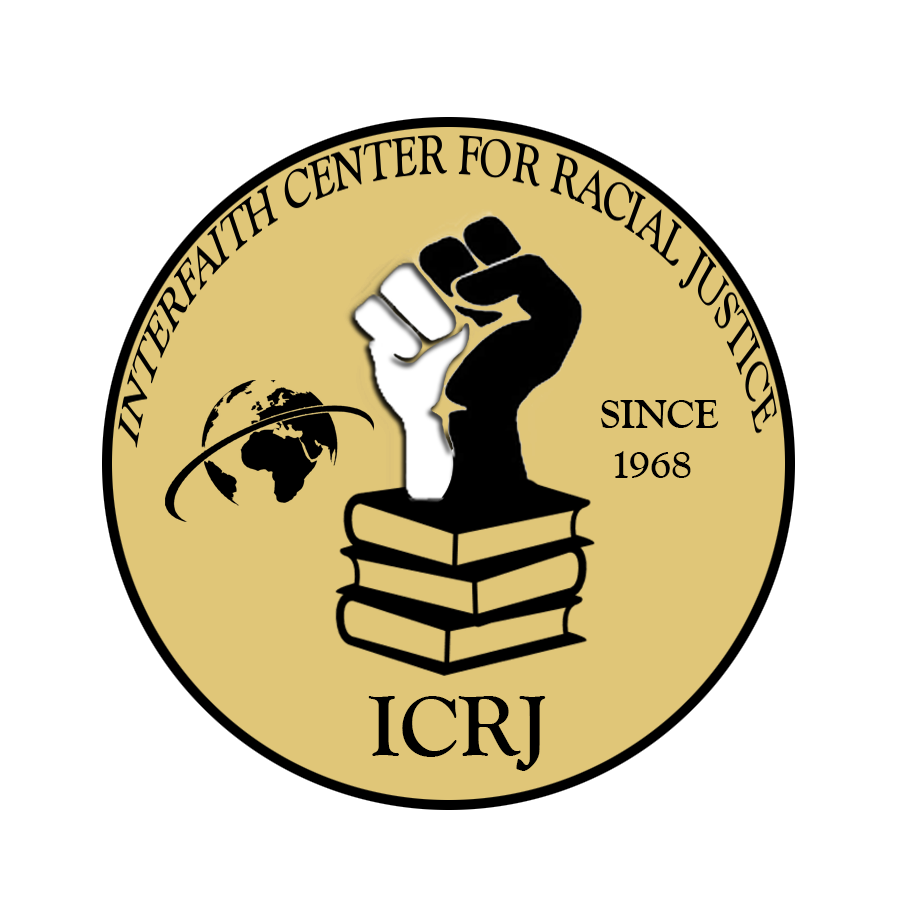 INTERFAITH CENTER FOR RACIAL JUSTICE
SINCE
1968
ICRJ